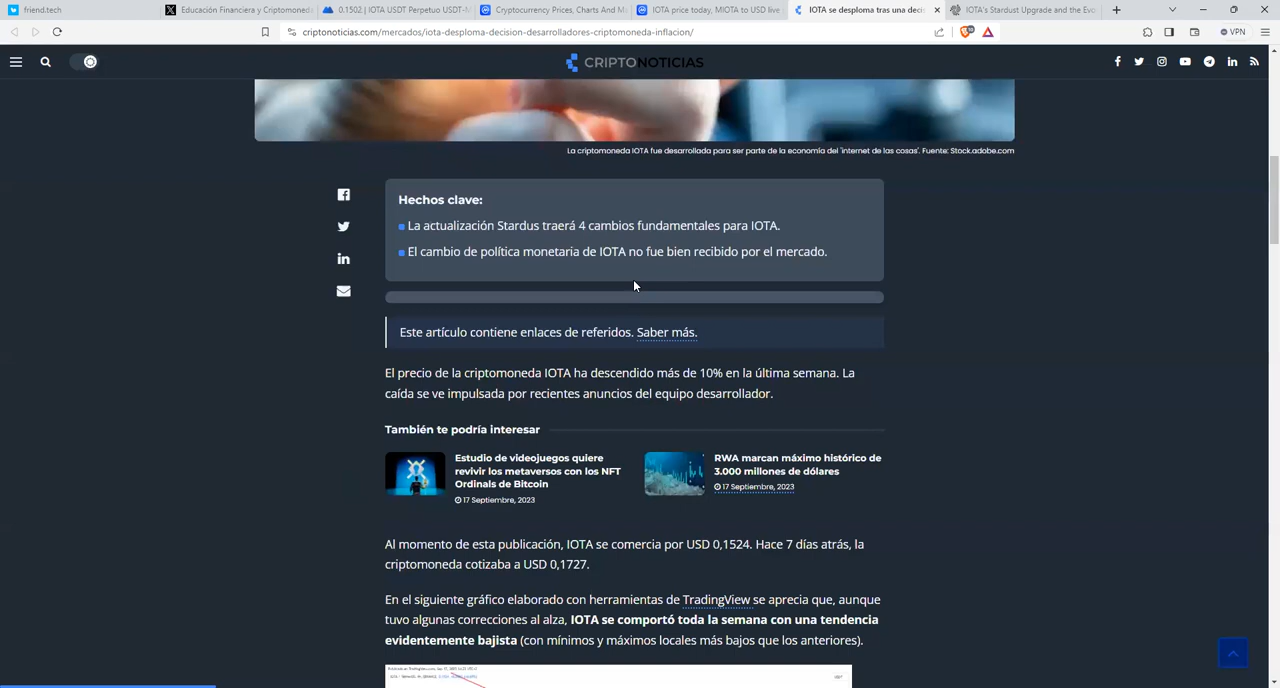 friend.tech
Educación Financiera y Criptomoneda
0.1502 | IOTA USDT Perpetuo USDT-M
Cryptocurrency Prices, Charts And M
IOTA price today, MIOTA to USD live
IOTA se desploma tras una deci
IOTA's Stardust Upgrade and the Evo
criptonoticias.com/mercados/iota-desploma-decision-desarrolladores-criptomoneda-inflacion/
VPN
CRIPTONOTICIAS
La criptomoneda IOTA fue desarrollada para ser parte de la economía del 'internet de las cosas'. Fuente: Stock.adobe.com
Hechos clave:
La actualización Stardus traerá 4 cambios fundamentales para IOTA.
El cambio de política monetaria de IOTA no fue bien recibido por el mercado.
Este artículo contiene enlaces de referidos. Saber más.
El precio de la criptomoneda IOTA ha descendido más de 10% en la última semana. La
caída se ve impulsada por recientes anuncios del equipo desarrollador.
También te podría interesar
Estudio de videojuegos quiere
revivir los metaversos con los NFT
Ordinals de Bitcoin
17 Septiembre, 2023
RWA marcan máximo histórico de
3.000 millones de dólares
17 Septiembre, 2023
Al momento de esta publicación, IOTA se comercia por USD 0,1524. Hace 7 días atrás, la
criptomoneda cotizaba a USD 0,1727.
En el siguiente gráfico elaborado con herramientas de TradingView se aprecia que, aunque
tuvo algunas correcciones al alza, IOTA se comportó toda la semana con una tendencia
evidentemente bajista (con mínimos y máximos locales más bajos que los anteriores).